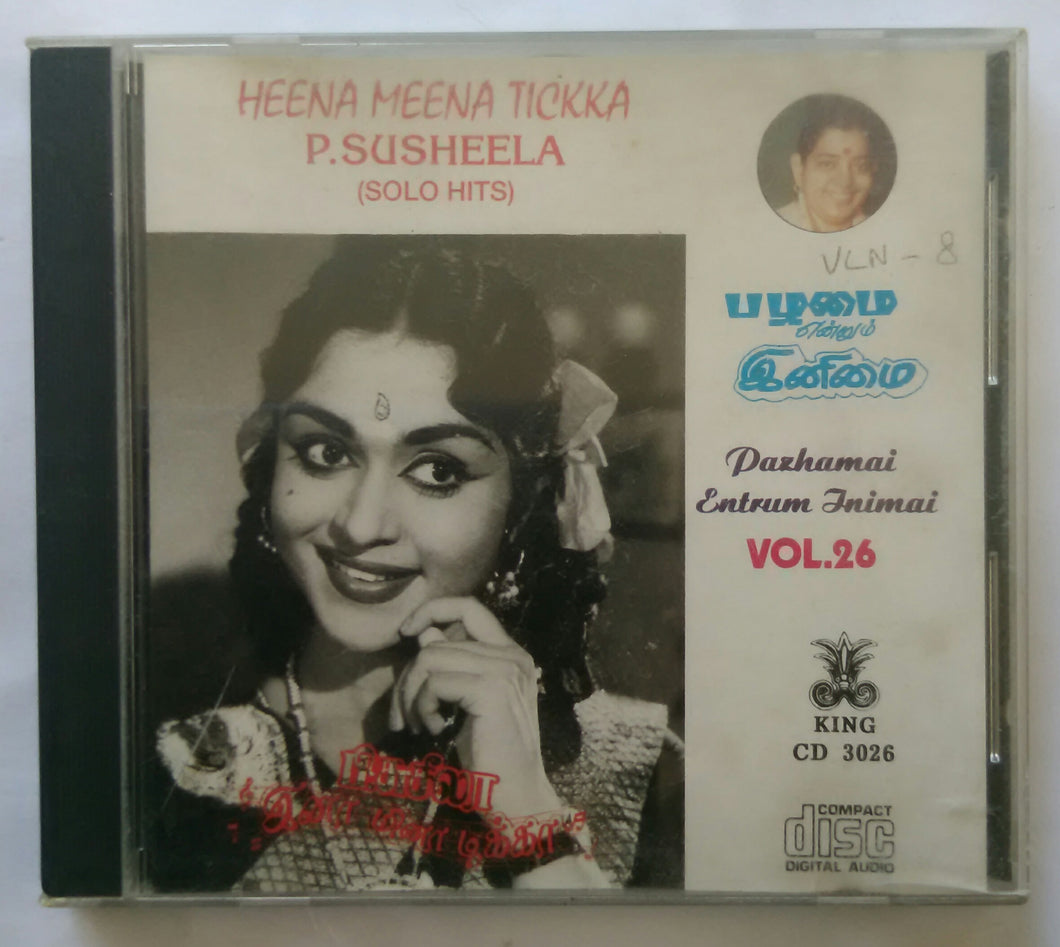 HEENA MEENA TICKKA
P.SUSHEELA
(SOLO HITS)
VLN - 8
பழமை
என்னும்
இனிமை
Pazhamai
Entrum Inimai
VOL.26
KING
CD 3026
COMPACT
disc
DIGITAL AUDIO
P.சுசீலா
இனா மீனா டிக்கா